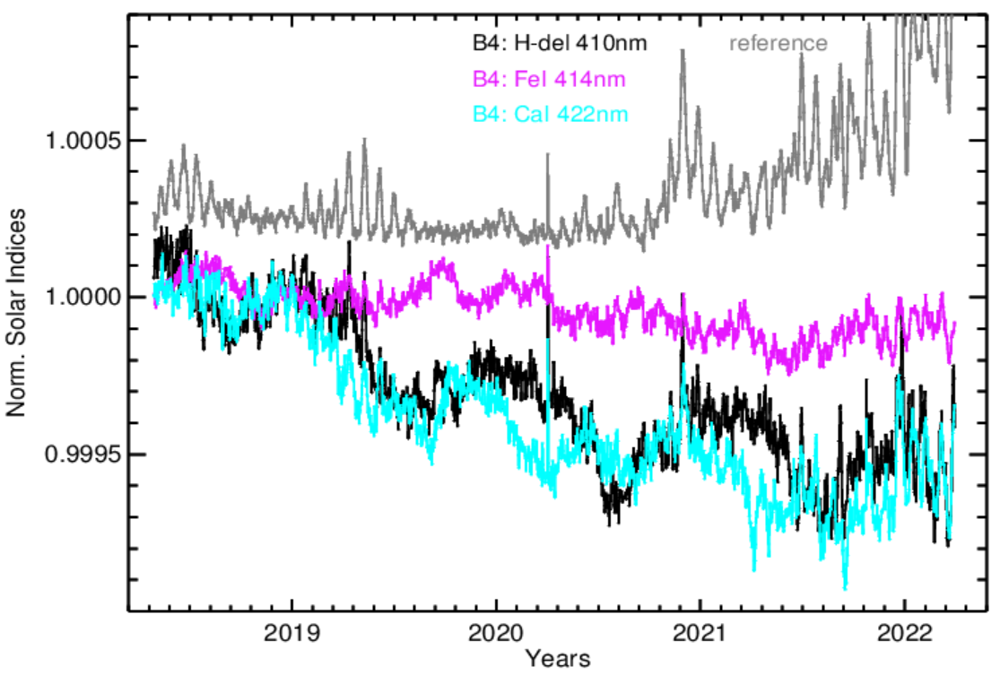 B4: H-del 410nm reference
B4: FeI 414nm
B4: CaI 422nm
1.0005
1.0000
0.9995
Norm. Solar Indices
2019 2020 2021 2022
Years